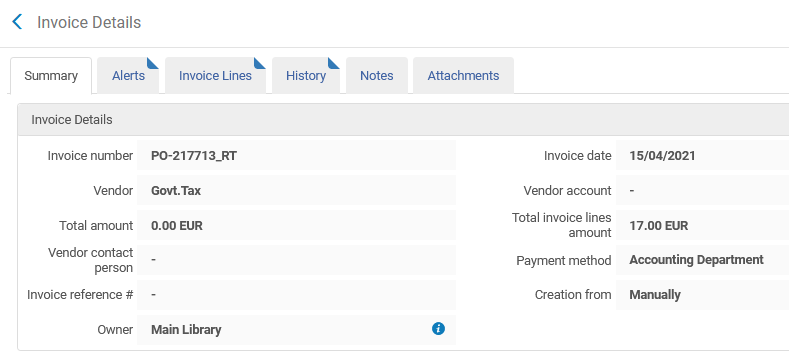 Invoice Details
Summary Alerts Invoice Lines History Notes Attachments
Invoice Details
Invoice number PO-217713_RT Invoice date 15/04/2021
Vendor Govt.Tax Vendor account -
Total amount 0.00 EUR Total invoice lines amount 17.00 EUR
Vendor contact person - Payment method Accounting Department
Invoice reference # - Creation from Manually
Owner Main Library